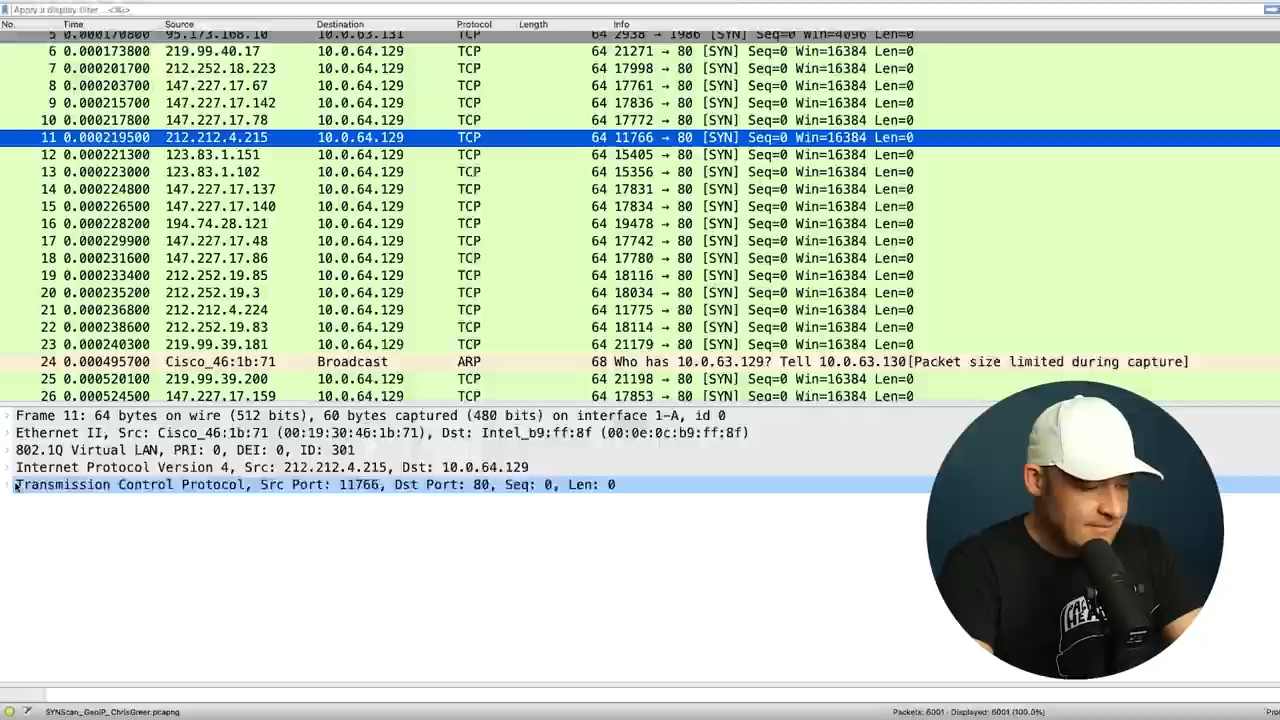 Apply a display filter ... <⌘/>
No. Time Source Destination Protocol Length Info
5 0.000170800 95.173.168.10 10.0.63.131 TCP 64 2938 → 1986 [SYN] Seq=0 Win=4096 Len=0
6 0.000173800 219.99.40.17 10.0.64.129 TCP 64 21271 → 80 [SYN] Seq=0 Win=16384 Len=0
7 0.000201700 212.252.18.223 10.0.64.129 TCP 64 17998 → 80 [SYN] Seq=0 Win=16384 Len=0
8 0.000203700 147.227.17.67 10.0.64.129 TCP 64 17761 → 80 [SYN] Seq=0 Win=16384 Len=0
9 0.000215700 147.227.17.142 10.0.64.129 TCP 64 17836 → 80 [SYN] Seq=0 Win=16384 Len=0
10 0.000217800 147.227.17.78 10.0.64.129 TCP 64 17772 → 80 [SYN] Seq=0 Win=16384 Len=0
11 0.000219500 212.212.4.215 10.0.64.129 TCP 64 11766 → 80 [SYN] Seq=0 Win=16384 Len=0
12 0.000221300 123.83.1.151 10.0.64.129 TCP 64 15405 → 80 [SYN] Seq=0 Win=16384 Len=0
13 0.000223000 123.83.1.102 10.0.64.129 TCP 64 15356 → 80 [SYN] Seq=0 Win=16384 Len=0
14 0.000224800 147.227.17.137 10.0.64.129 TCP 64 17831 → 80 [SYN] Seq=0 Win=16384 Len=0
15 0.000226500 147.227.17.140 10.0.64.129 TCP 64 17834 → 80 [SYN] Seq=0 Win=16384 Len=0
16 0.000228200 194.74.28.121 10.0.64.129 TCP 64 19478 → 80 [SYN] Seq=0 Win=16384 Len=0
17 0.000229900 147.227.17.48 10.0.64.129 TCP 64 17742 → 80 [SYN] Seq=0 Win=16384 Len=0
18 0.000231600 147.227.17.86 10.0.64.129 TCP 64 17780 → 80 [SYN] Seq=0 Win=16384 Len=0
19 0.000233400 212.252.19.85 10.0.64.129 TCP 64 18116 → 80 [SYN] Seq=0 Win=16384 Len=0
20 0.000235200 212.252.19.3 10.0.64.129 TCP 64 18034 → 80 [SYN] Seq=0 Win=16384 Len=0
21 0.000236800 212.212.4.224 10.0.64.129 TCP 64 11775 → 80 [SYN] Seq=0 Win=16384 Len=0
22 0.000238600 212.252.19.83 10.0.64.129 TCP 64 18114 → 80 [SYN] Seq=0 Win=16384 Len=0
23 0.000240300 219.99.39.181 10.0.64.129 TCP 64 21179 → 80 [SYN] Seq=0 Win=16384 Len=0
24 0.000495700 Cisco_46:1b:71 Broadcast ARP 68 Who has 10.0.63.129? Tell 10.0.63.130[Packet size limited during capture]
25 0.000520100 219.99.39.200 10.0.64.129 TCP 64 21198 → 80 [SYN] Seq=0 Win=16384 Len=0
26 0.000524500 147.227.17.159 10.0.64.129 TCP 64 17853 → 80 [SYN] Seq=0 Win=16384 Len=0
Frame 11: 64 bytes on wire (512 bits), 60 bytes captured (480 bits) on interface 1-A, id 0
Ethernet II, Src: Cisco_46:1b:71 (00:19:30:46:1b:71), Dst: Intel_b9:ff:8f (00:0e:0c:b9:ff:8f)
802.1Q Virtual LAN, PRI: 0, DEI: 0, ID: 301
Internet Protocol Version 4, Src: 212.212.4.215, Dst: 10.0.64.129
Transmission Control Protocol, Src Port: 11766, Dst Port: 80, Seq: 0, Len: 0
SYNScan_GeoIP_ChrisGreer.pcapng
Packets: 6001 · Displayed: 6001 (100.0%)